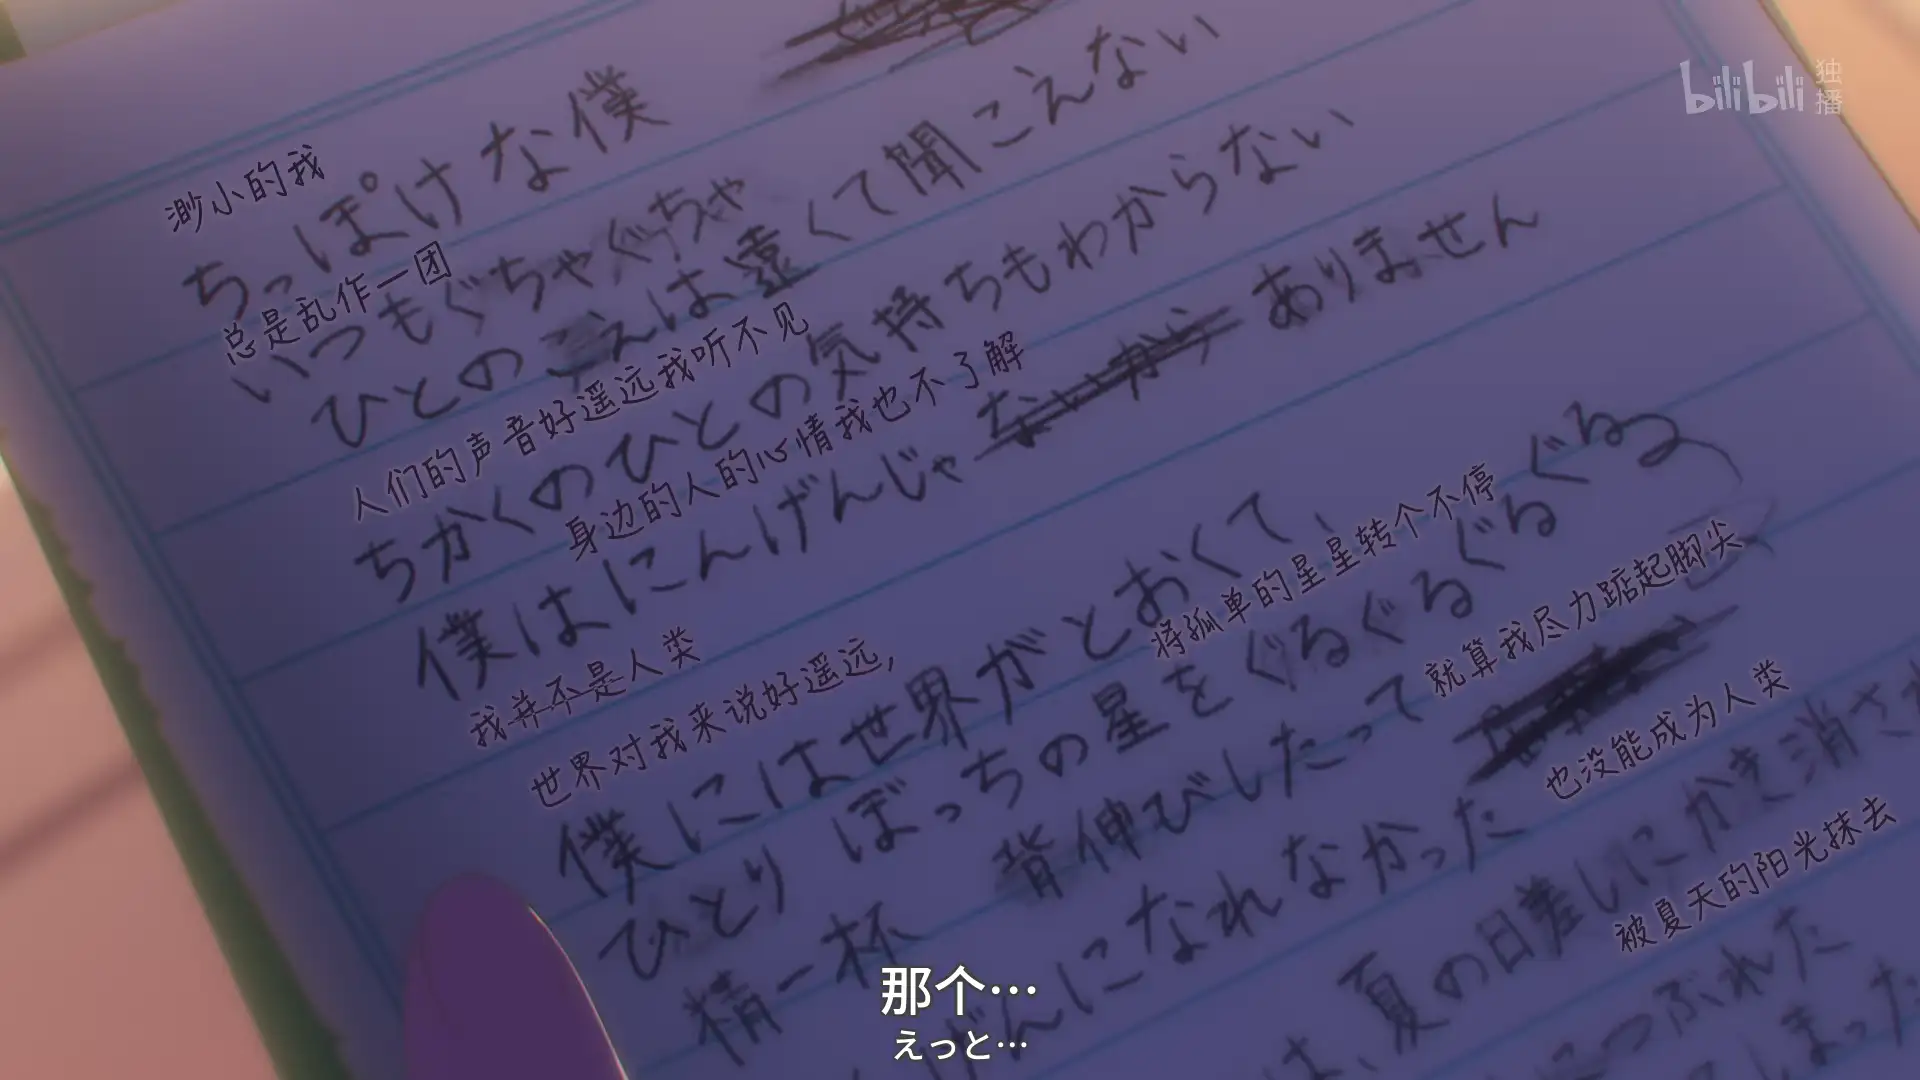 ちっぽけな僕
いつもぐちゃぐちゃ
ひとのこえは遠くて聞こえない
ちかくのひとの気持ちもわからない
僕はにんげんじゃないから ありません
僕には世界がとおくて、
ひとりぼっちの星をぐるぐるぐるぐる
精一杯 背伸びしたって
げんになれなかった
は、夏の日差しにかき消され
つぶれた
しまった
渺小的我
总是乱作一团
人们的声音好遥远我听不见
身边的人的心情我也不了解
我并不是人类
世界对我来说好遥远，
将孤单的星星转个不停
就算我尽力踮起脚尖
也没能成为人类
被夏天的阳光抹去
bilibili 独播
那个…
えっと…